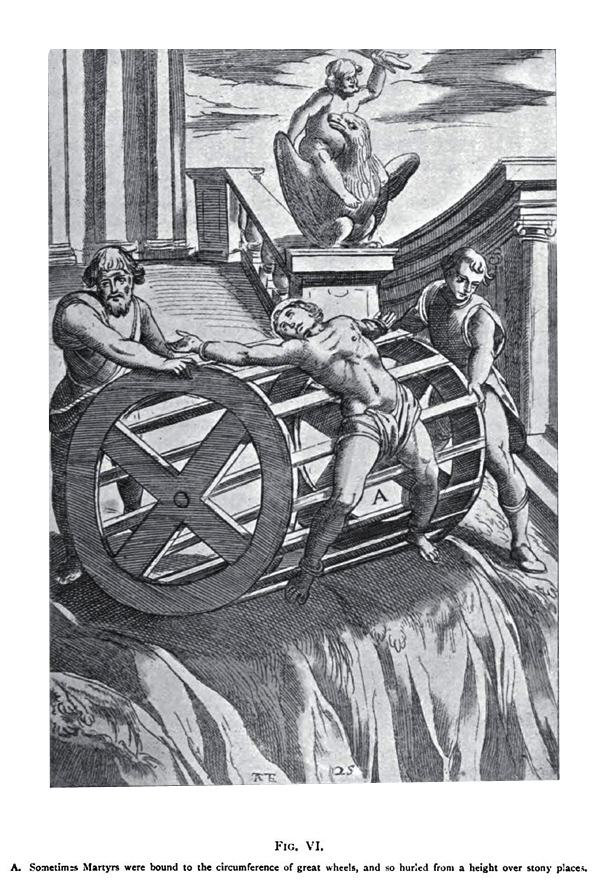 A
25
FIG. VI.
A. Sometimes Martyrs were bound to the circumference of great wheels, and so hurled from a height over stony places.